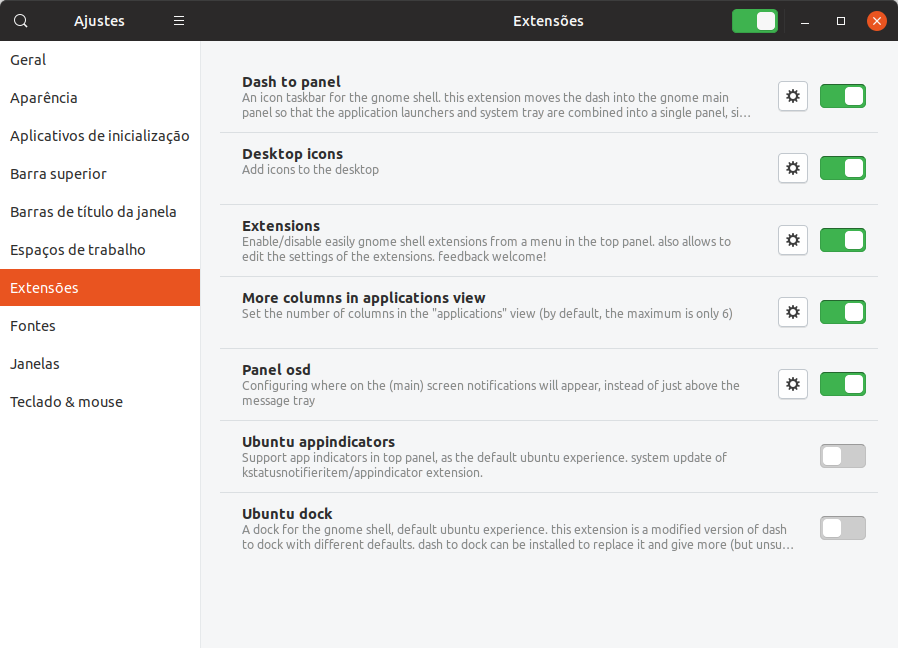 Ajustes
Extensões
Geral
Aparência
Aplicativos de inicialização
Barra superior
Barras de título da janela
Espaços de trabalho
Extensões
Fontes
Janelas
Teclado & mouse
Dash to panel
An icon taskbar for the gnome shell. this extension moves the dash into the gnome main
panel so that the application launchers and system tray are combined into a single panel, si…
Desktop icons
Add icons to the desktop
Extensions
Enable/disable easily gnome shell extensions from a menu in the top panel. also allows to
edit the settings of the extensions. feedback welcome!
More columns in applications view
Set the number of columns in the "applications" view (by default, the maximum is only 6)
Panel osd
Configuring where on the (main) screen notifications will appear, instead of just above the
message tray
Ubuntu appindicators
Support app indicators in top panel, as the default ubuntu experience. system update of
kstatusnotifieritem/appindicator extension.
Ubuntu dock
A dock for the gnome shell, default ubuntu experience. this extension is a modified version of dash
to dock with different defaults. dash to dock can be installed to replace it and give more (but unsu…